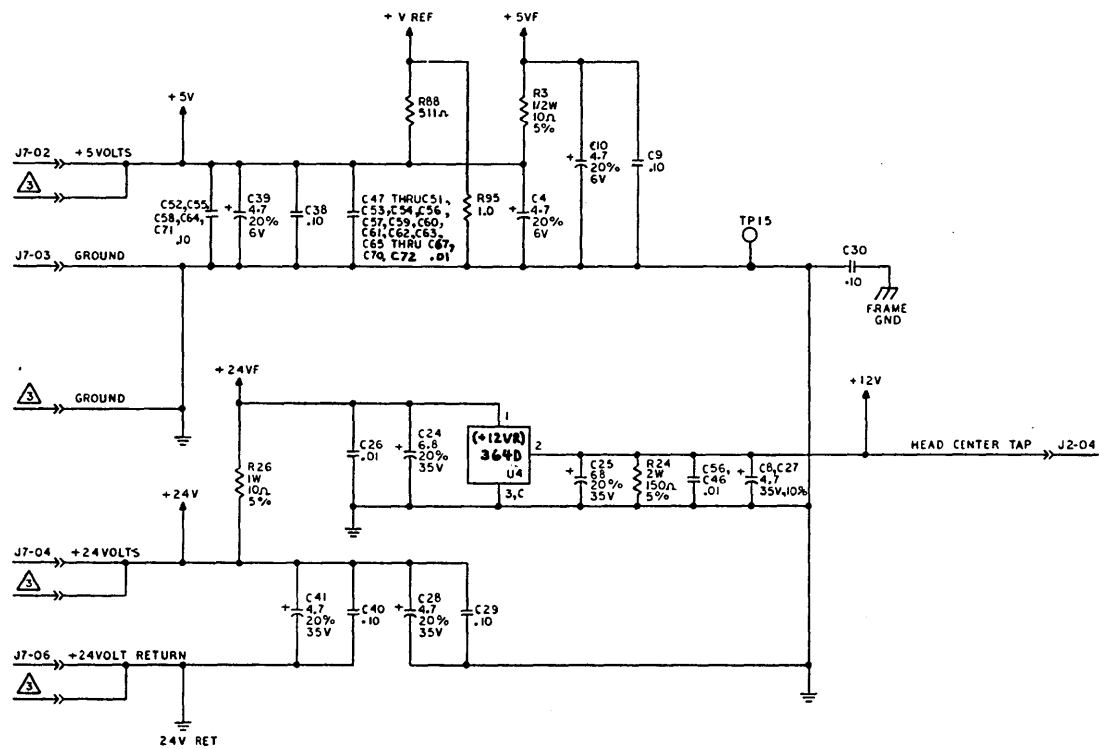 + V REF
+ 5VF
+ 5V
R88
511Ω
R3
1/2W
10Ω
5%
C10
4.7
20%
6V
C9
.10
J7-02
+5VOLTS
3
C52, C55,
C58, C64,
C71 .10
+
C39
4.7
20%
6V
C38
.10
C47 THRU C51,
C53, C54, C56,
C57, C59, C60,
C61, C62, C63,
C65 THRU C67,
C70, C72 .01
R95
1.0
+
C4
4.7
20%
6V
TP15
J7-03
GROUND
C30
.10
FRAME
GND
3
GROUND
+24VF
+12V
C26
.01
+
C24
6.8
20%
35V
1
(+12VR)
364D
U4
2
3,C
HEAD CENTER TAP
J2-04
R26
1W
10Ω
5%
+
C25
68
20%
35V
R24
2W
150Ω
5%
C56,
C46
.01
+
C8, C27
4.7
35V, 10%
+24V
J7-04
+24VOLTS
3
+
C41
4.7
20%
35V
C40
.10
+
C28
4.7
20%
35V
C29
.10
J7-06
+24VOLT RETURN
3
24V RET